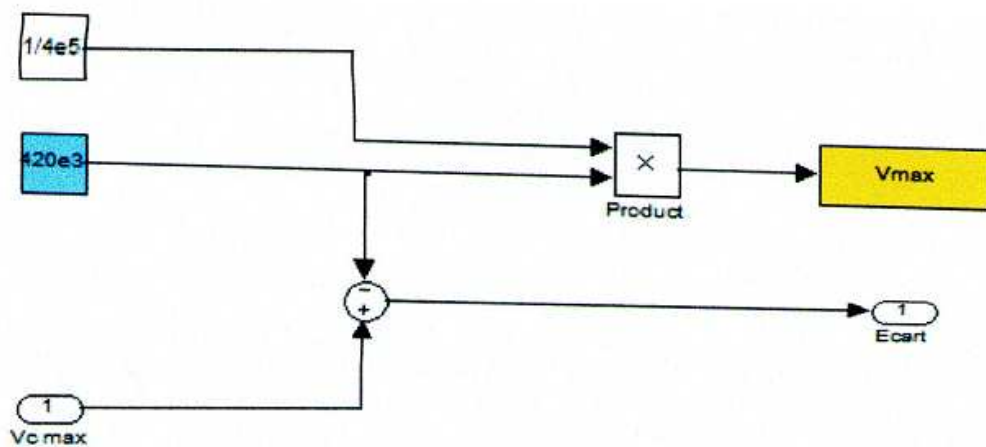 1/4e5
420e3
×
Product
Vmax
−
+
1
Ecart
1
Vc max